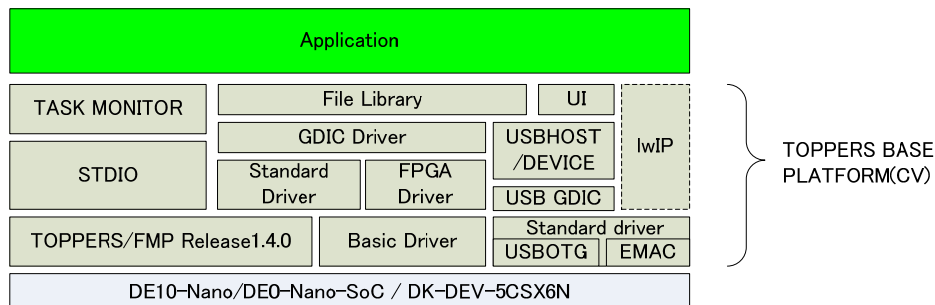 Application
TASK MONITOR
File Library
UI
lwIP
GDIC Driver
USBHOST
/DEVICE
STDIO
Standard
Driver
FPGA
Driver
USB GDIC
TOPPERS BASE
PLATFORM(CV)
TOPPERS/FMP Release1.4.0
Basic Driver
Standard driver
USBOTG
EMAC
DE10-Nano/DE0-Nano-SoC / DK-DEV-5CSX6N